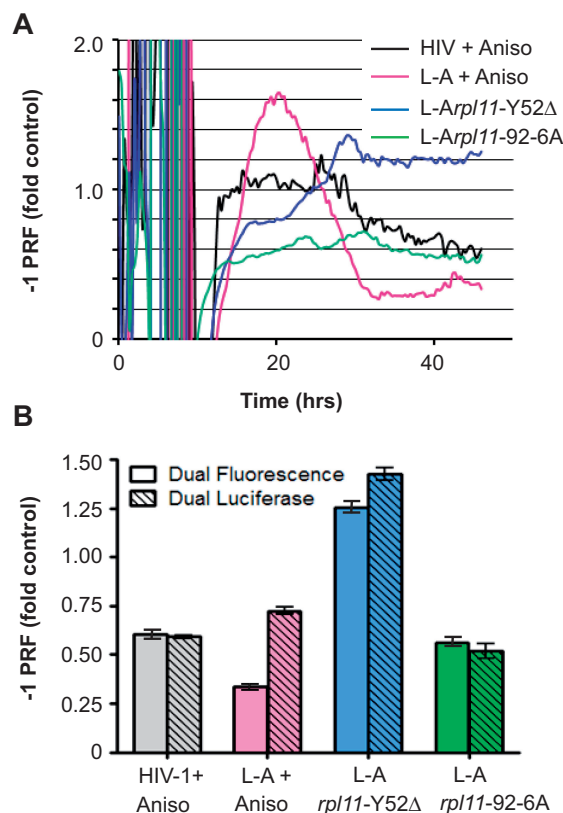 A
HIV + Aniso
L-A + Aniso
L-Arpl11-Y52Δ
L-Arpl11-92-6A
-1 PRF (fold control)
2.0
1.0
0
0
20
40
Time (hrs)
B
Dual Fluorescence
Dual Luciferase
-1 PRF (fold control)
1.50
1.25
1.00
0.75
0.50
0.25
0
HIV-1+
Aniso
L-A +
Aniso
L-A
rpl11-Y52Δ
L-A
rpl11-92-6A